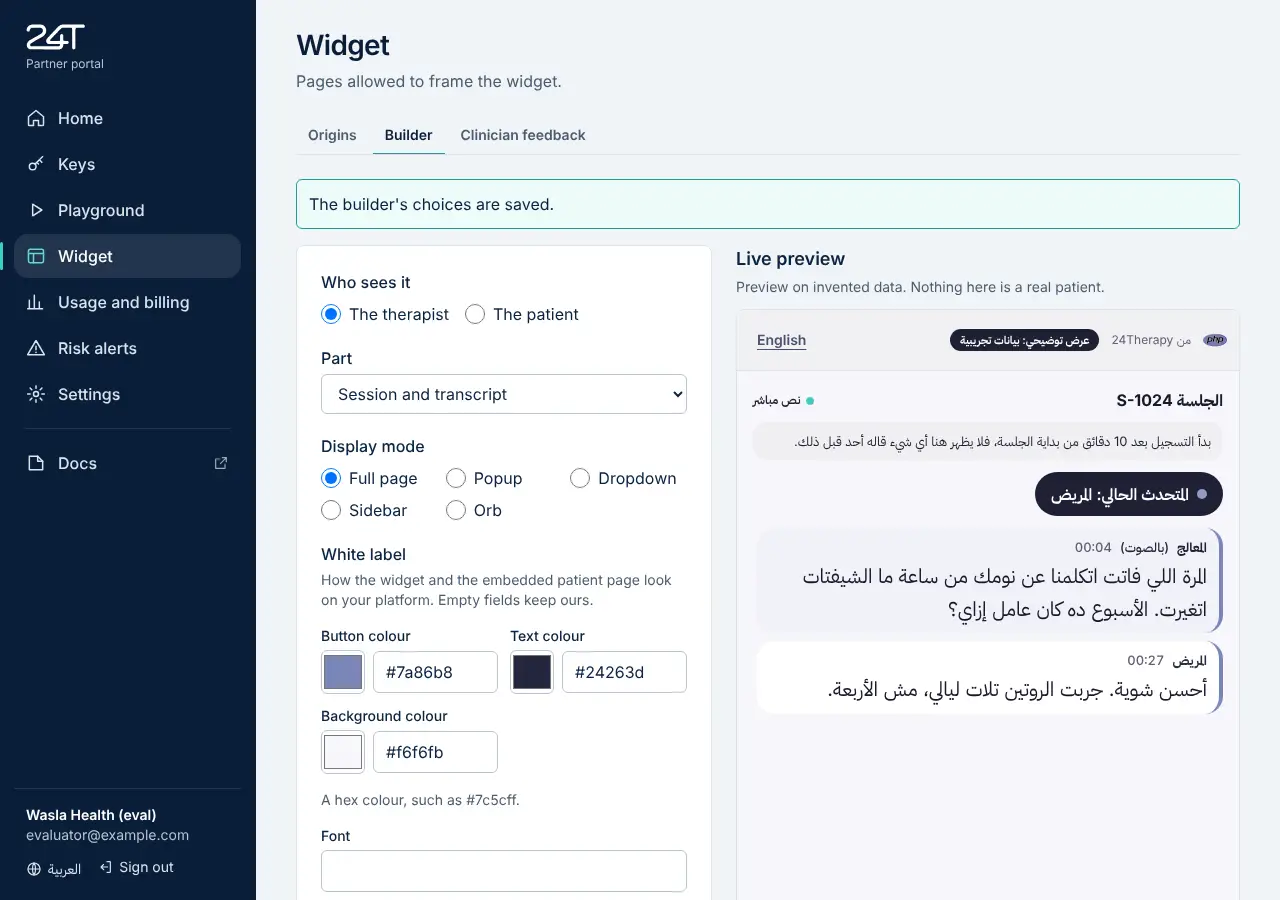 24T
Partner portal
Home
Keys
Playground
Widget
Usage and billing
Risk alerts
Settings
Docs
Wasla Health (eval)
evaluator@example.com
العربية
Sign out
Widget
Pages allowed to frame the widget.
Origins
Builder
Clinician feedback
The builder's choices are saved.
Who sees it
The therapist
The patient
Part
Session and transcript
Display mode
Full page
Popup
Dropdown
Sidebar
Orb
White label
How the widget and the embedded patient page look
on your platform. Empty fields keep ours.
Button colour
Text colour
#7a86b8
#24263d
Background colour
#f6f6fb
A hex colour, such as #7c5cff.
Font
Live preview
Preview on invented data. Nothing here is a real patient.
English
عرض توضيحي: بيانات تجريبية
من 24Therapy
php
الجلسة S-1024
نص مباشر
بدأ التسجيل بعد 10 دقائق من بداية الجلسة، فلا يظهر هنا أي شيء قاله أحد قبل ذلك.
المتحدث الحالي: المريض
المعالج (بالصوت) 00:04
المرة اللي فاتت اتكلمنا عن نومك من ساعة ما الشيفتات
اتغيرت. الأسبوع ده كان عامل إزاي؟
المريض 00:27
أحسن شوية. جربت الروتين تلات ليالي، مش الأربعة.